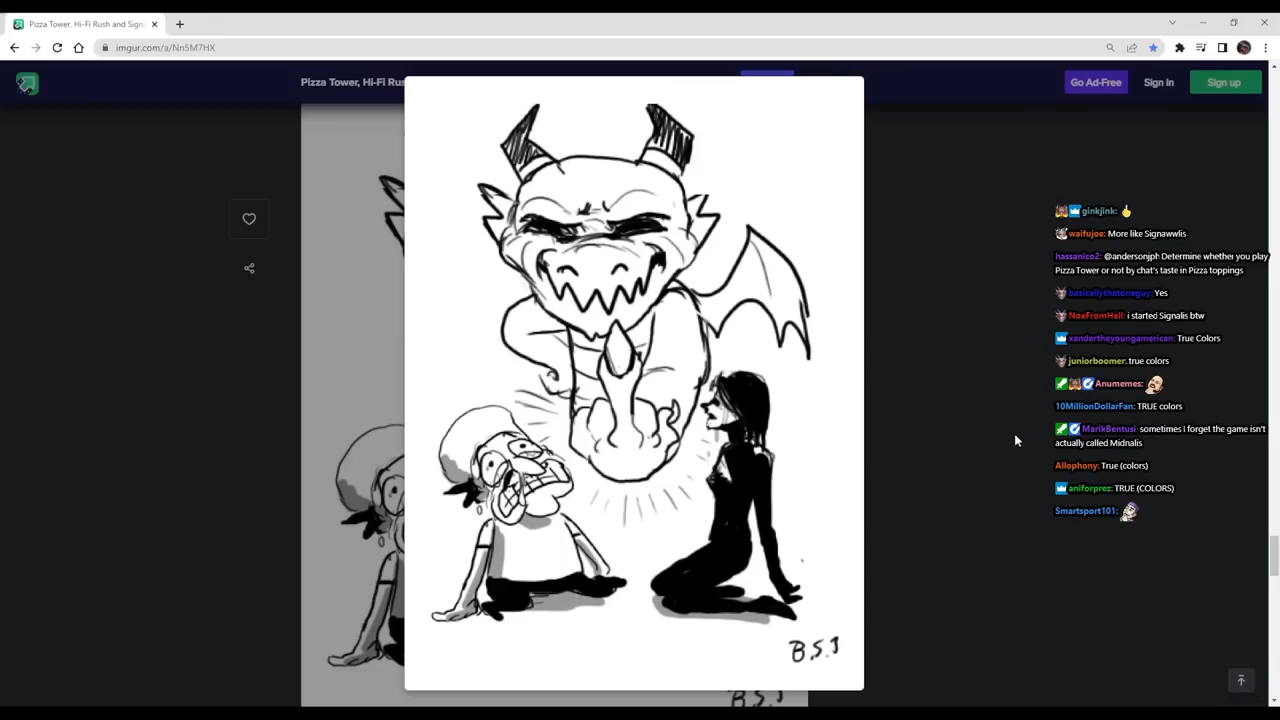 Pizza Tower, Hi-Fi Rush and Sign
imgur.com/a/Nn5M7HX
Pizza Tower, Hi-Fi Rus
Go Ad-Free
Sign in
Sign up
ginkjink:
waifujoe: More like Signawwlis
hassanico2: @andersonjph Determine whether you play
Pizza Tower or not by chat's taste in Pizza toppings
basicallythatoneguy: Yes
NoxFromHell: i started Signalis btw
xandertheyoungamerican: True Colors
juniorboomer: true colors
Anumemes:
10MillionDollarFan: TRUE colors
MarikBentusi: sometimes i forget the game isn't
actually called Midnalis
Allophony: True (colors)
aniforprez: TRUE (COLORS)
Smartsport101:
B.S.J
B.S.J